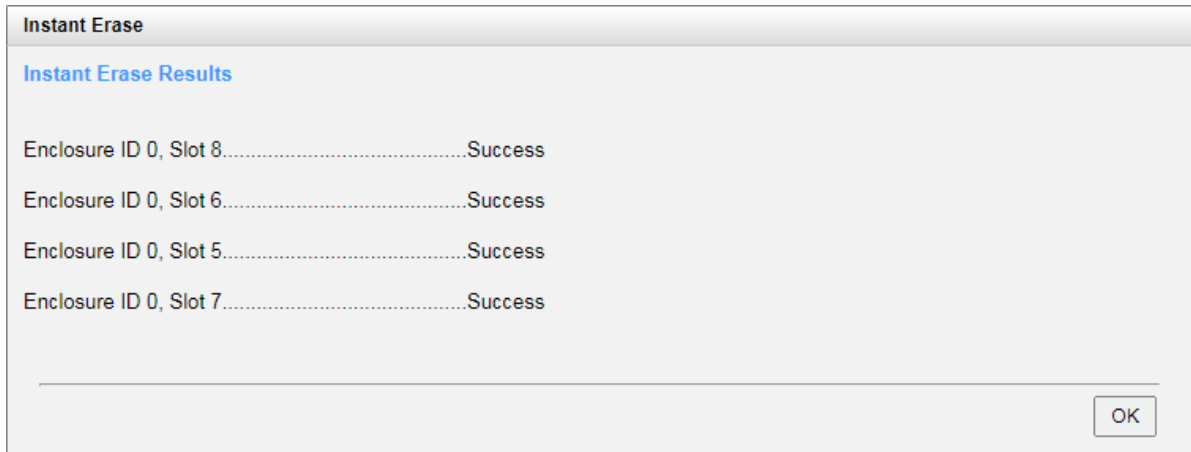 Instant Erase
Instant Erase Results
Enclosure ID 0, Slot 8...........................................Success
Enclosure ID 0, Slot 6...........................................Success
Enclosure ID 0, Slot 5...........................................Success
Enclosure ID 0, Slot 7...........................................Success
OK